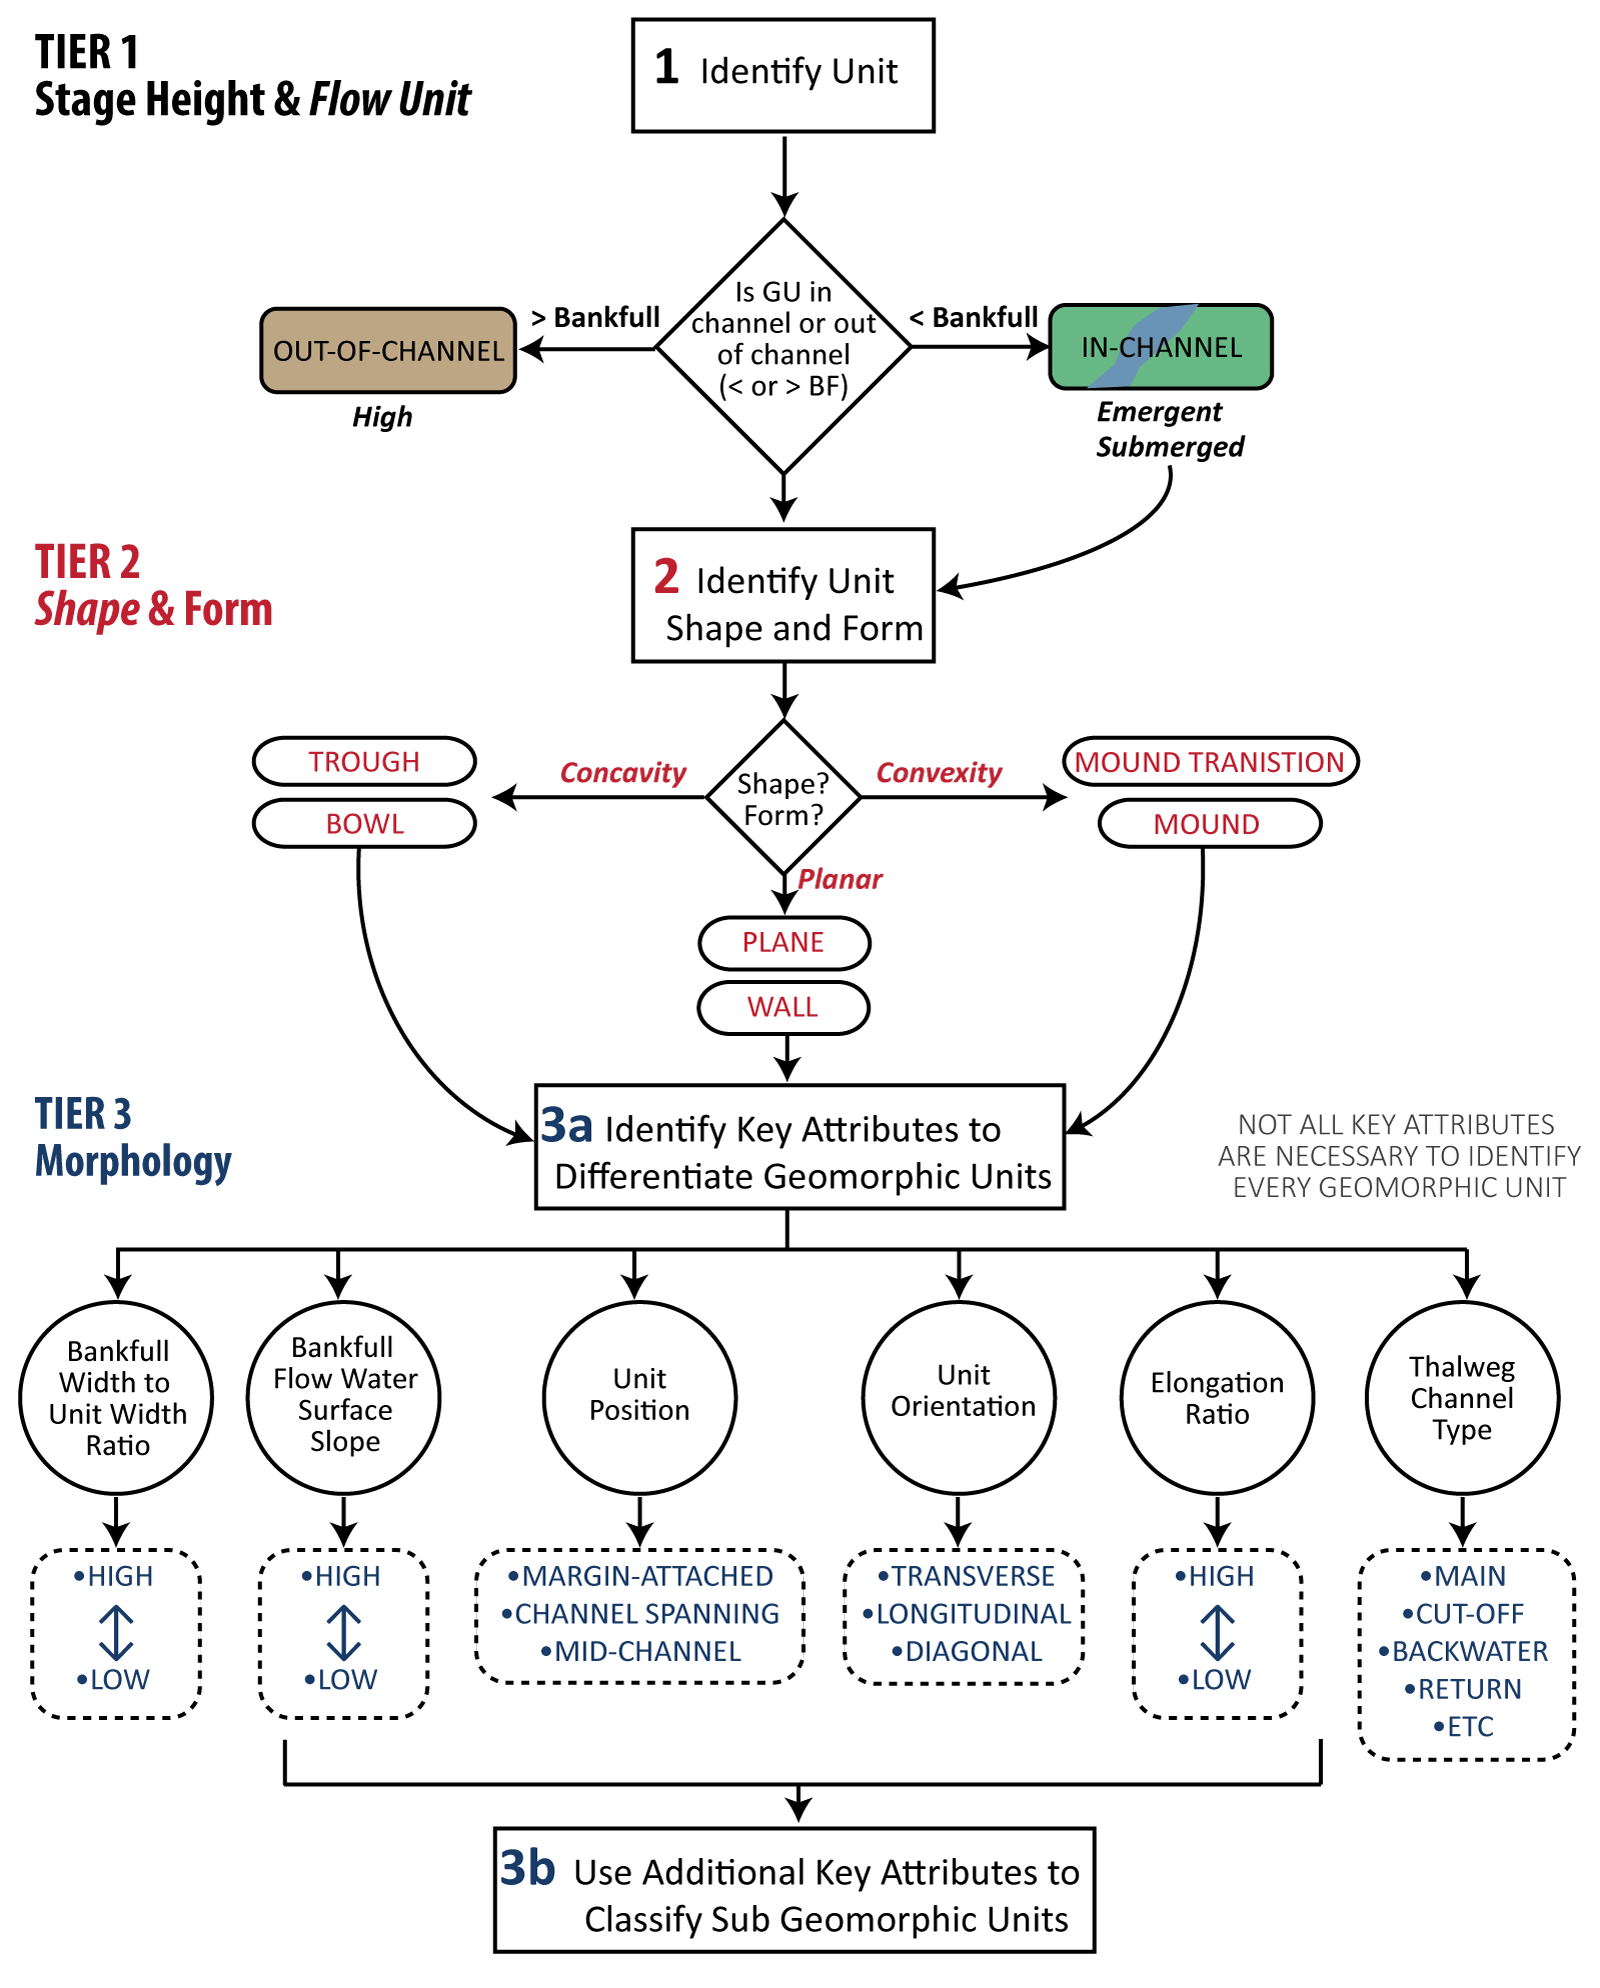 TIER 1
Stage Height & Flow Unit
1 Identify Unit
Is GU in
channel or out
of channel
(< or > BF)
> Bankfull
< Bankfull
OUT-OF-CHANNEL
High
IN-CHANNEL
Emergent
Submerged
TIER 2
Shape & Form
2 Identify Unit
Shape and Form
TROUGH
BOWL
Concavity
Shape?
Form?
Convexity
MOUND TRANISTION
MOUND
Planar
PLANE
WALL
TIER 3
Morphology
3a Identify Key Attributes to
Differentiate Geomorphic Units
NOT ALL KEY ATTRIBUTES
ARE NECESSARY TO IDENTIFY
EVERY GEOMORPHIC UNIT
Bankfull
Width to
Unit Width
Ratio
Bankfull
Flow Water
Surface
Slope
Unit
Position
Unit
Orientation
Elongation
Ratio
Thalweg
Channel
Type
•HIGH
•LOW
•HIGH
•LOW
•MARGIN-ATTACHED
•CHANNEL SPANNING
•MID-CHANNEL
•TRANSVERSE
•LONGITUDINAL
•DIAGONAL
•HIGH
•LOW
•MAIN
•CUT-OFF
•BACKWATER
•RETURN
•ETC
3b Use Additional Key Attributes to
Classify Sub Geomorphic Units